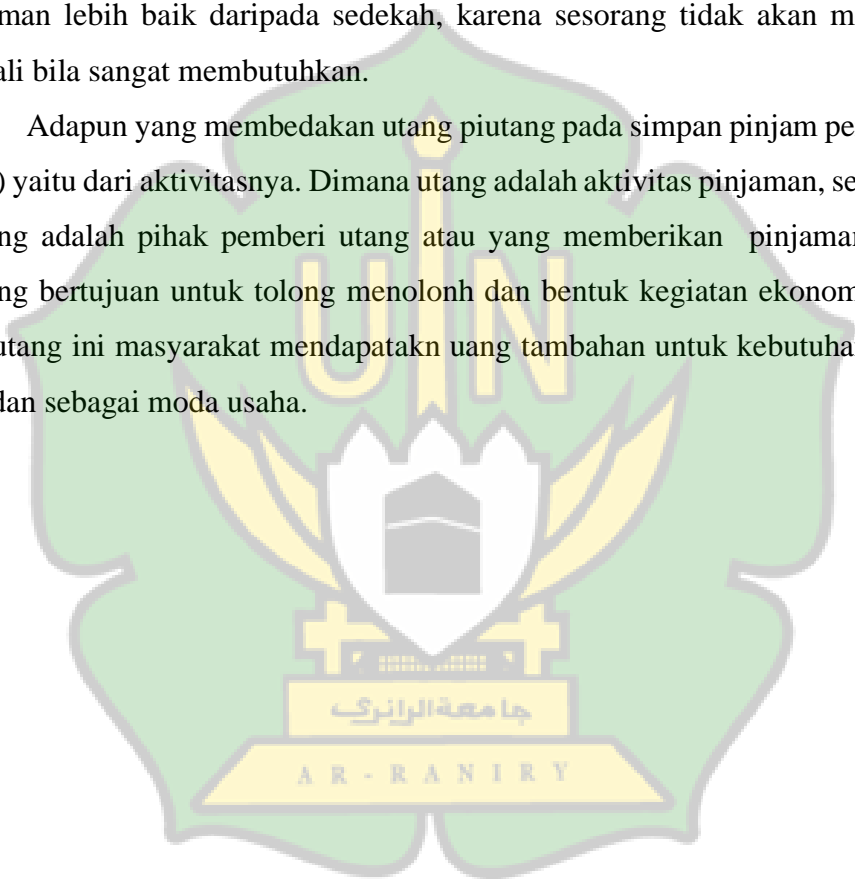 man lebih baik daripada sedekah, karena sesorang tidak akan m
ali bila sangat membutuhkan.
Adapun yang membedakan utang piutang pada simpan pinjam pe
) yaitu dari aktivitasnya. Dimana utang adalah aktivitas pinjaman, se
ng adalah pihak pemberi utang atau yang memberikan pinjaman
ng bertujuan untuk tolong menolonh dan bentuk kegiatan ekonom
utang ini masyarakat mendapatakn uang tambahan untuk kebutuha
dan sebagai moda usaha.
UIN
جامعةالرانري
AR-RANIRY